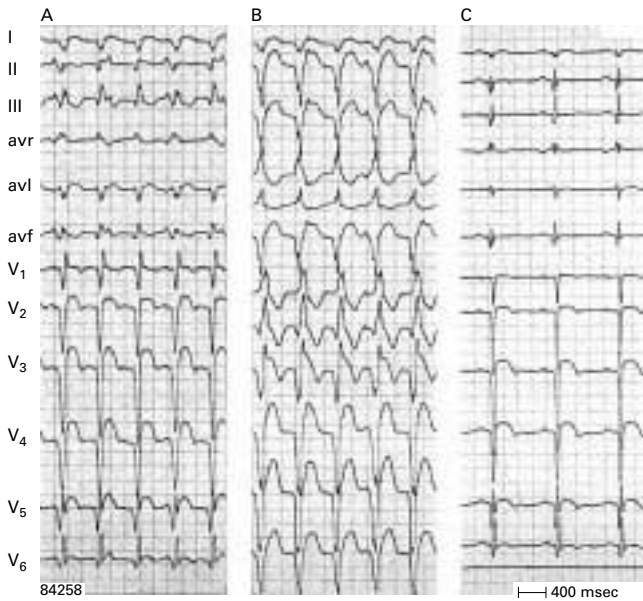 A B C
I
II
III
avr
avl
avf
V1
V2
V3
V4
V5
V6
84258
400 msec